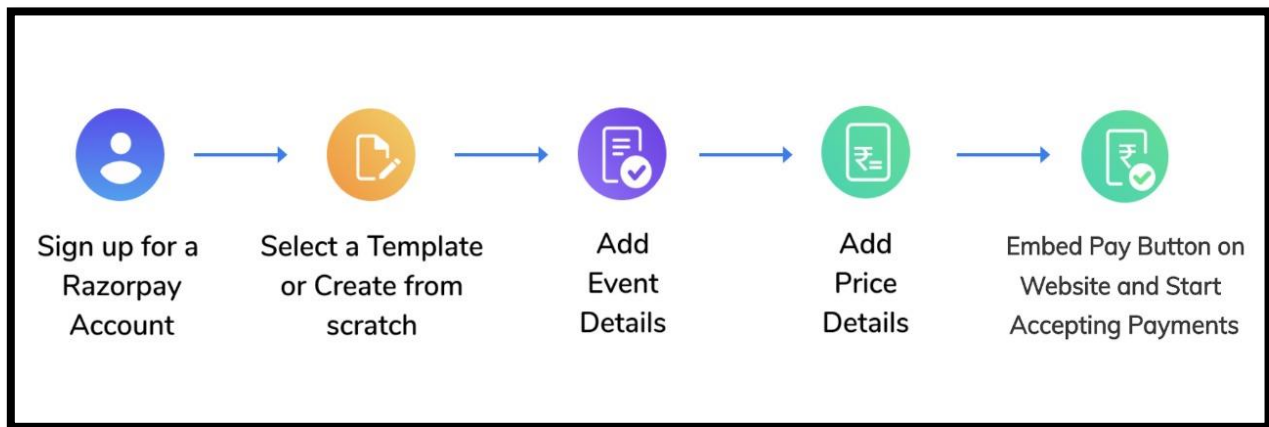 Sign up for a
Razorpay
Account
Select a Template
or Create from
scratch
Add
Event
Details
₹=
Add
Price
Details
₹
Embed Pay Button on
Website and Start
Accepting Payments